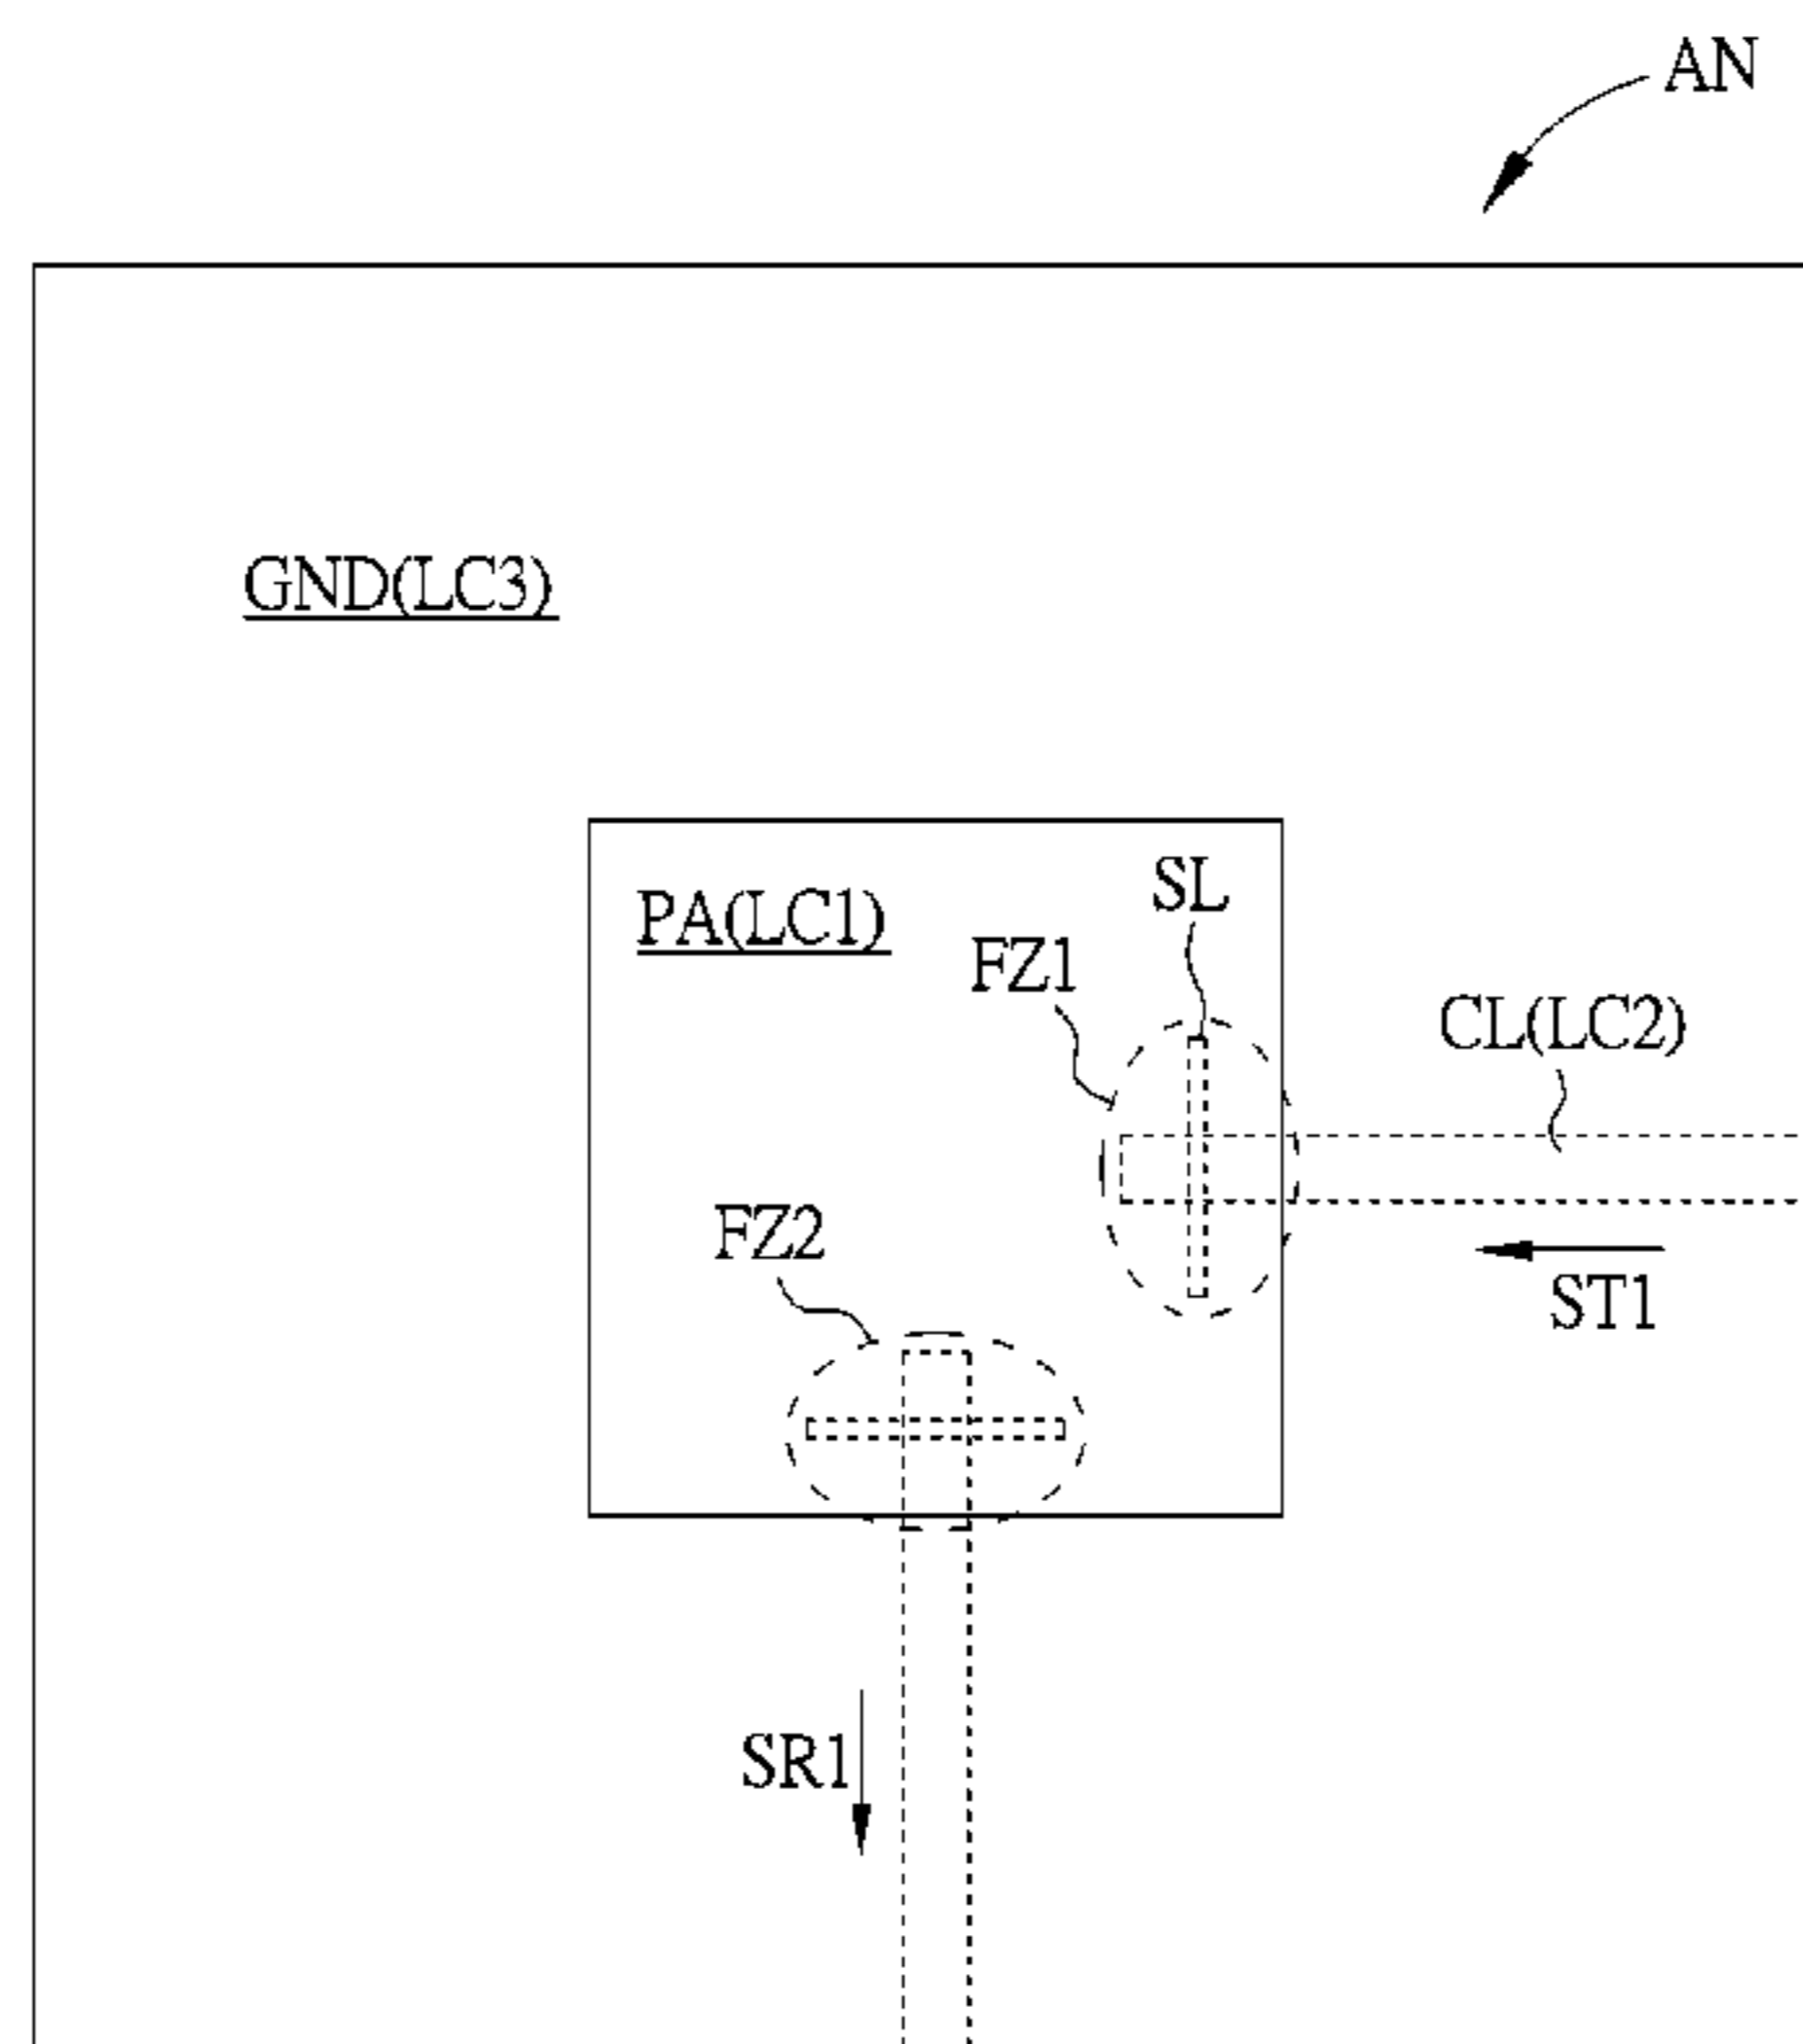 AN
GND(LC3)
PA(LC1)
SL
FZ1
CL(LC2)
FZ2
ST1
SR1